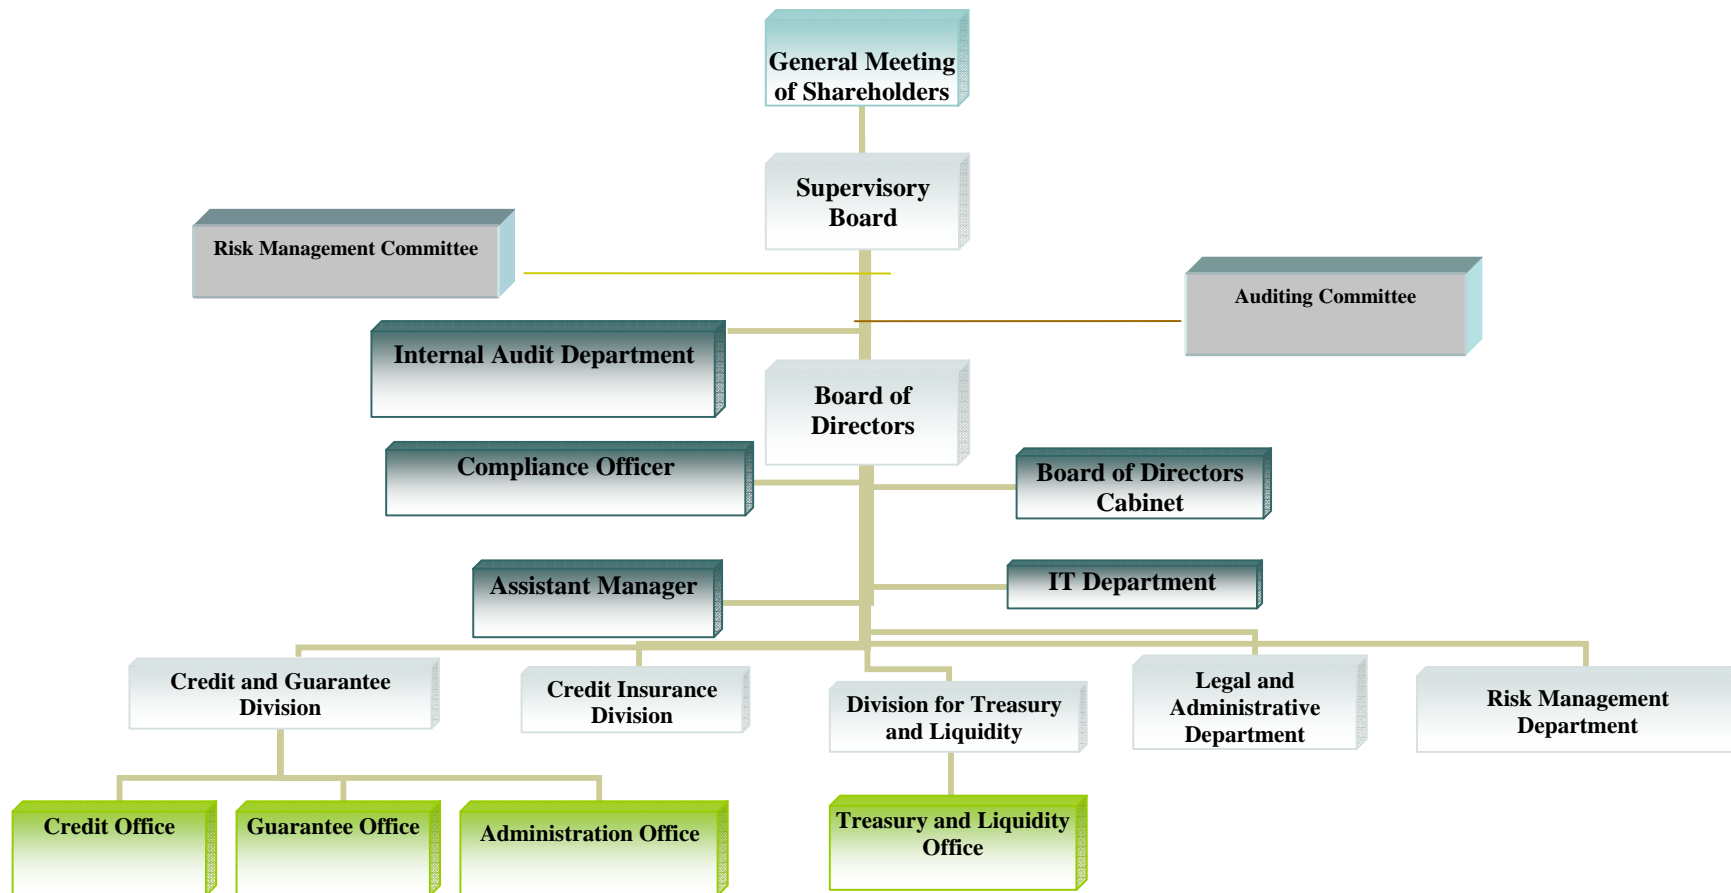 General Meeting
of Shareholders
Supervisory
Board
Risk Management Committee
Auditing Committee
Internal Audit Department
Board of
Directors
Compliance Officer
Board of Directors
Cabinet
Assistant Manager
IT Department
Credit and Guarantee
Division
Credit Insurance
Division
Division for Treasury
and Liquidity
Legal and
Administrative
Department
Risk Management
Department
Credit Office
Guarantee Office
Administration Office
Treasury and Liquidity
Office